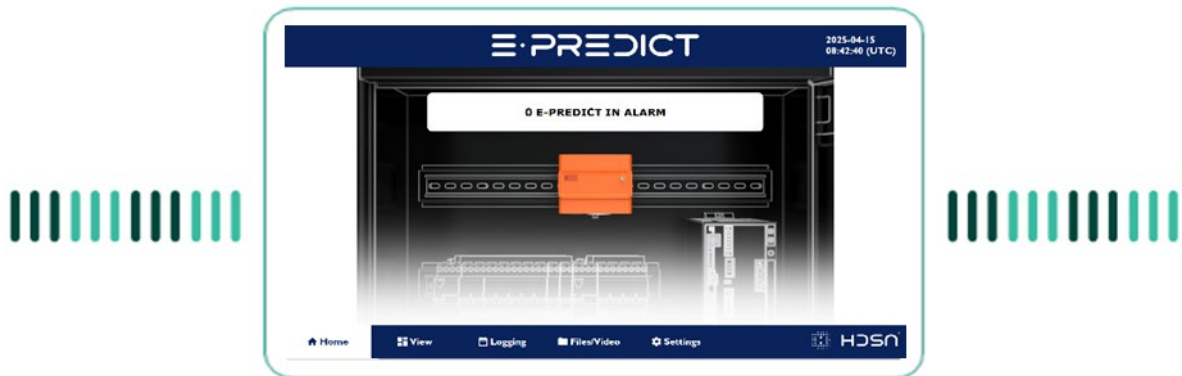 E·PREDICT
2025-04-15
08:42:40 (UTC)
0 E-PREDICT IN ALARM
Home
View
Logging
Files/Video
Settings
HDSN